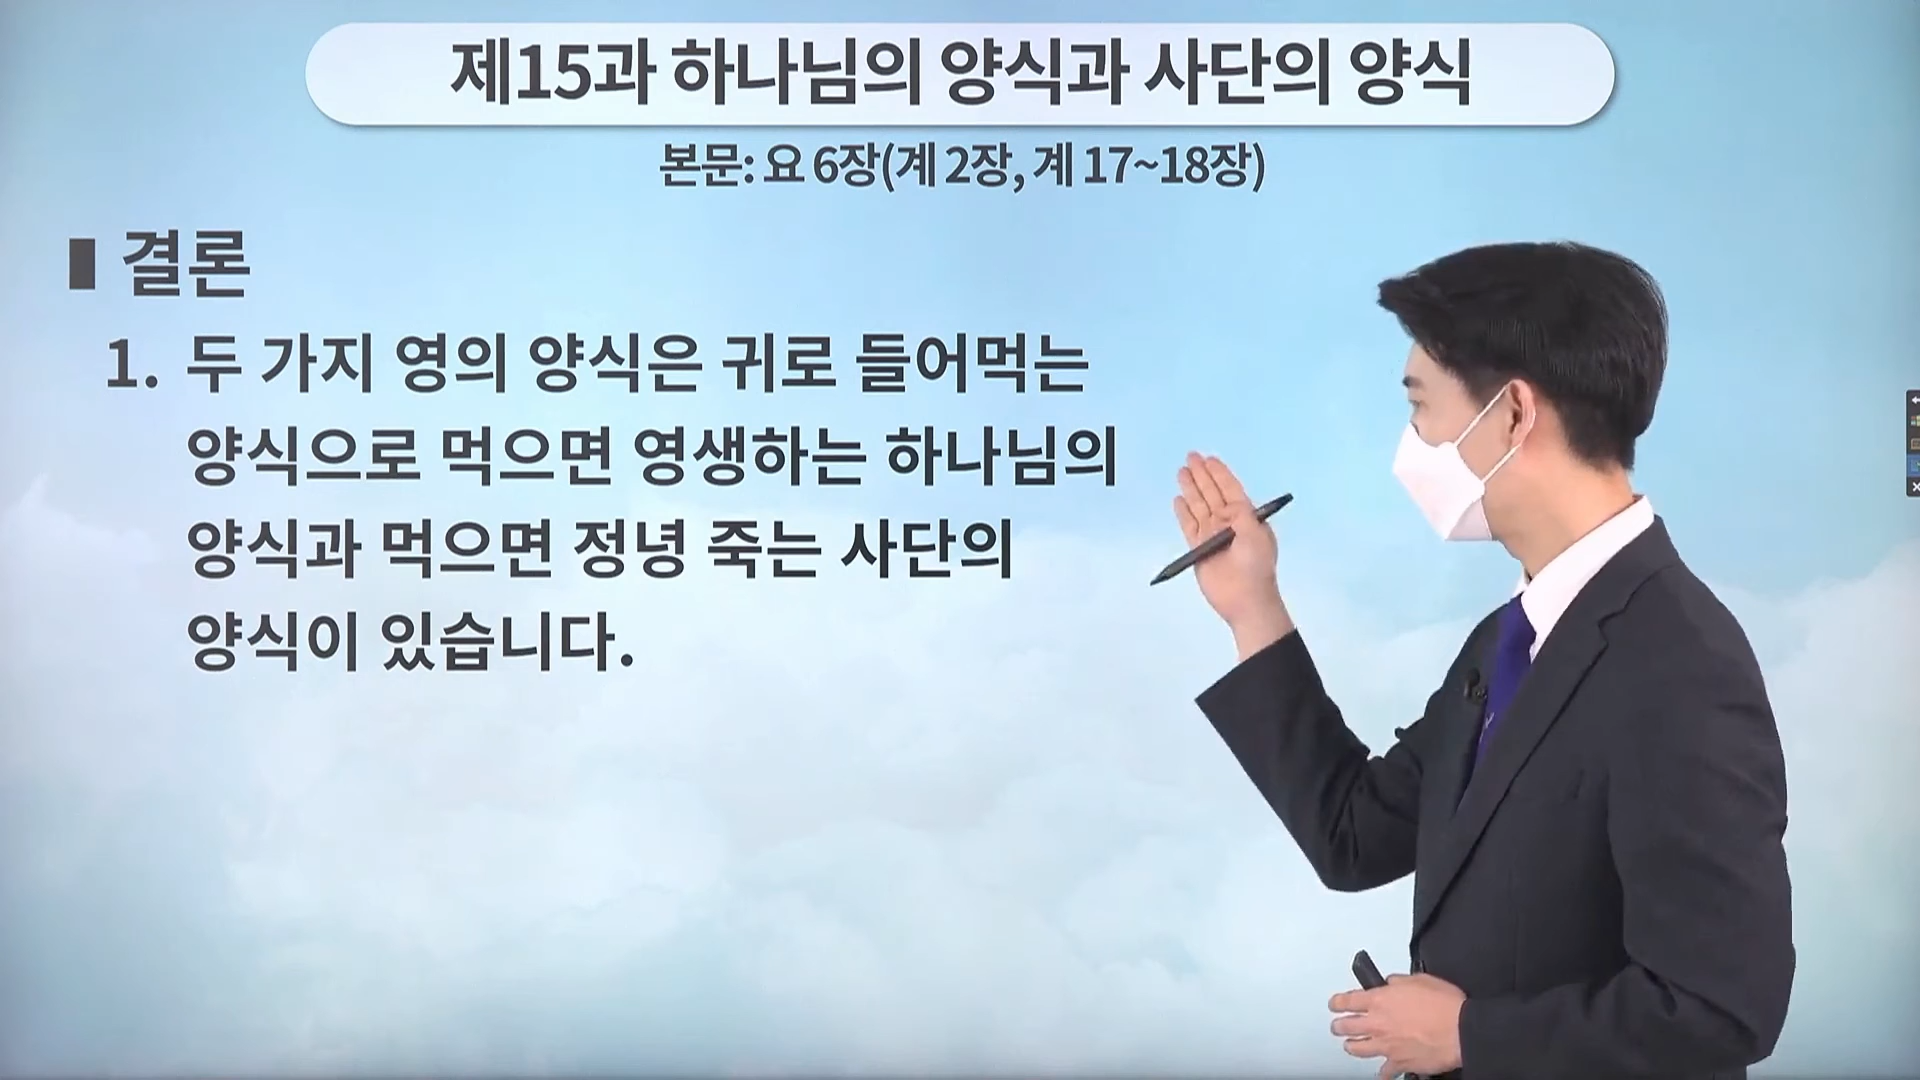 제15과 하나님의 양식과 사단의 양식
본문: 요 6장(계 2장, 계 17~18장)
결론
1. 두 가지 영의 양식은 귀로 들어먹는
양식으로 먹으면 영생하는 하나님의
양식과 먹으면 정녕 죽는 사단의
양식이 있습니다.